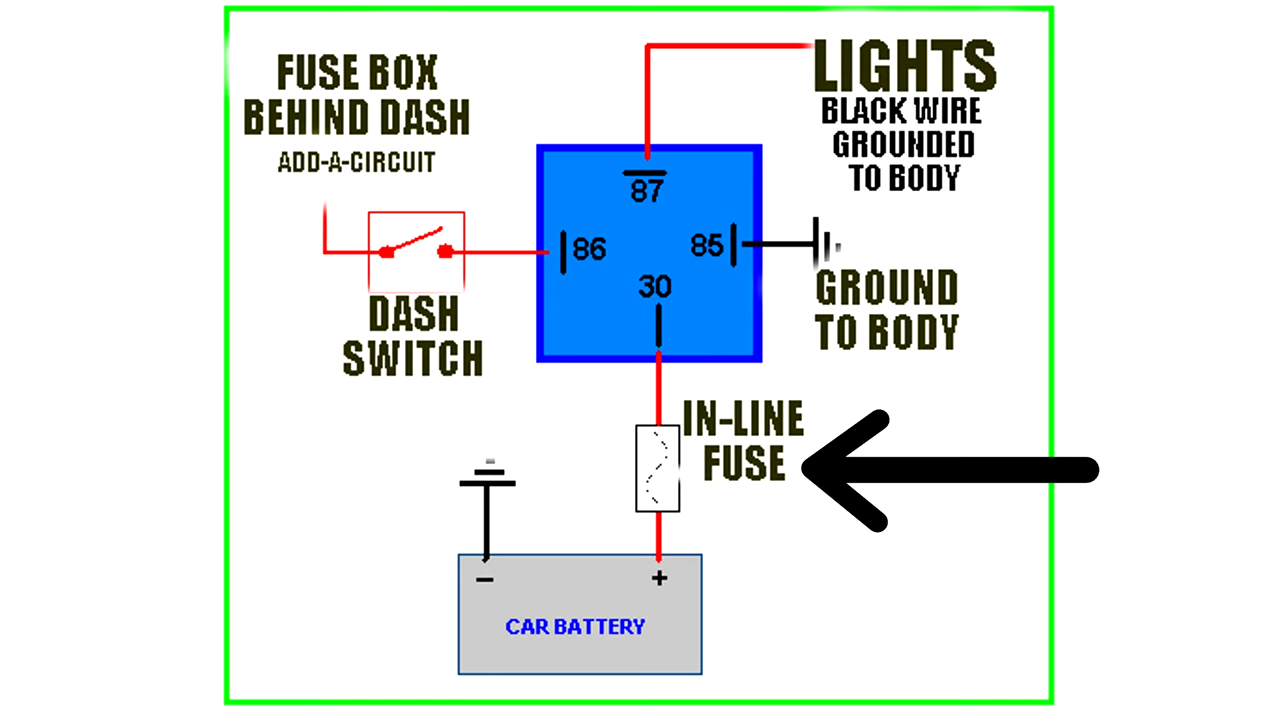 FUSE BOX
BEHIND DASH
ADD-A-CIRCUIT
LIGHTS
BLACK WIRE
GROUNDED
TO BODY
87
86
85
30
DASH
SWITCH
GROUND
TO BODY
IN-LINE
FUSE
– +
CAR BATTERY